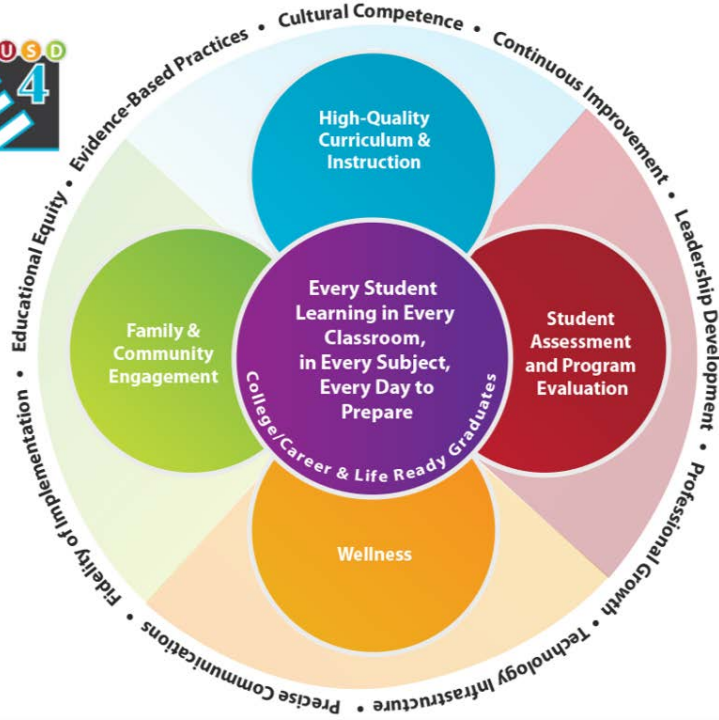 USD
4
Cultural Competence • Continuous Improvement • Leadership Development • Professional Growth • Technology Infrastructure • Precise Communications • Fidelity of Implementation • Educational Equity • Evidence-Based Practices •
High-Quality
Curriculum &
Instruction
Family &
Community
Engagement
Every Student
Learning in Every
Classroom,
in Every Subject,
Every Day to
Prepare
College/Career & Life Ready Graduates
Student
Assessment
and Program
Evaluation
Wellness